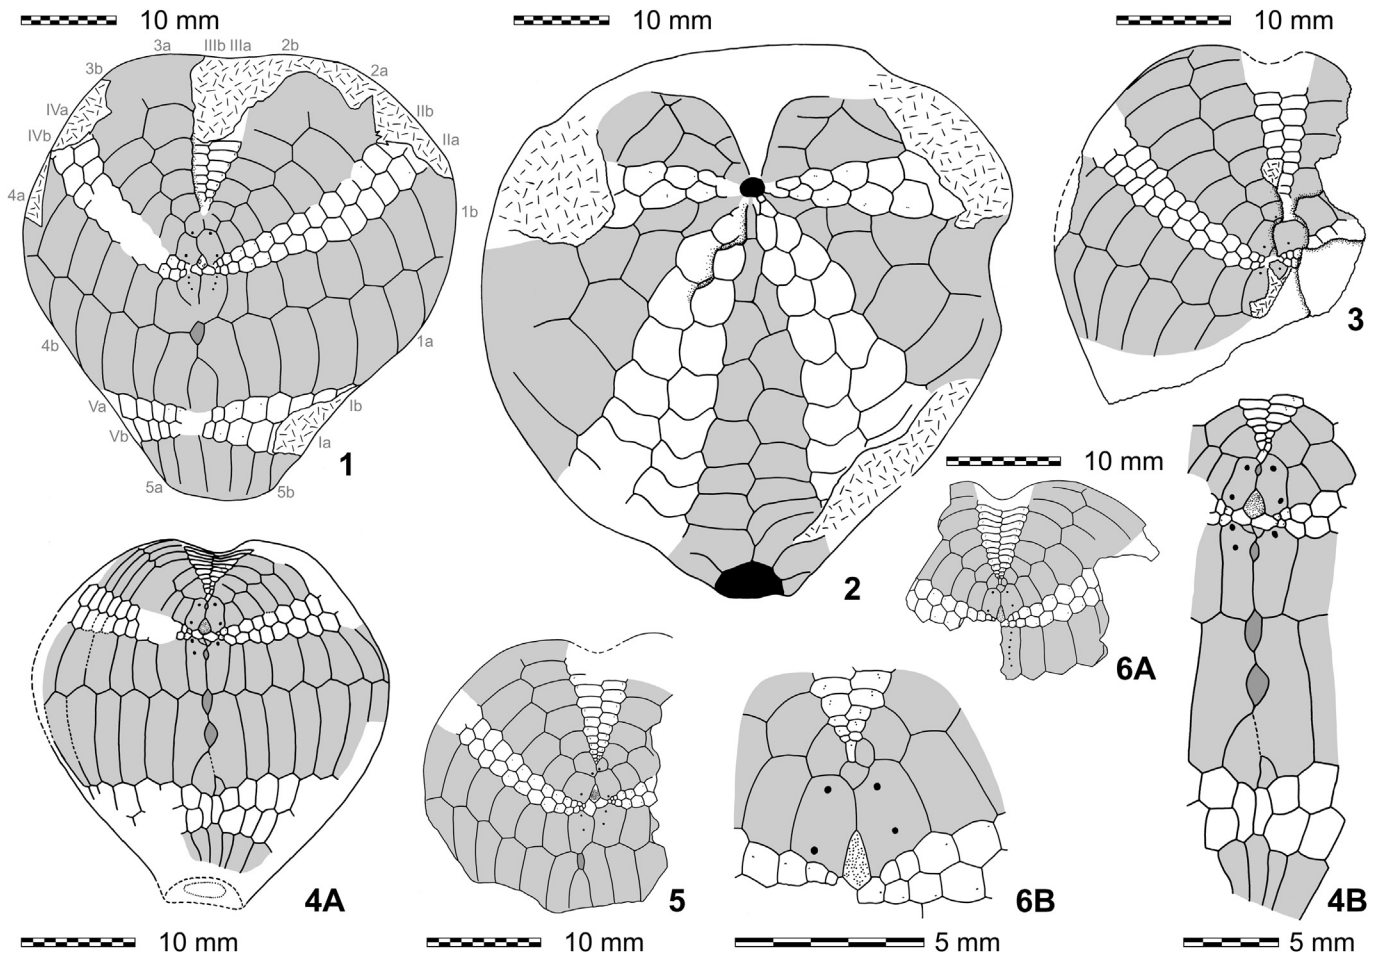 10 mm
10 mm
10 mm
3a IIIb IIIa 2b
3b 2a
IVa IIb
IVb IIa
4a 1b
4b 1a
Va Ib
Vb Ia
5a 5b
1
2
3
10 mm
4A
4B
5
6A
6B
10 mm
10 mm
5 mm
5 mm